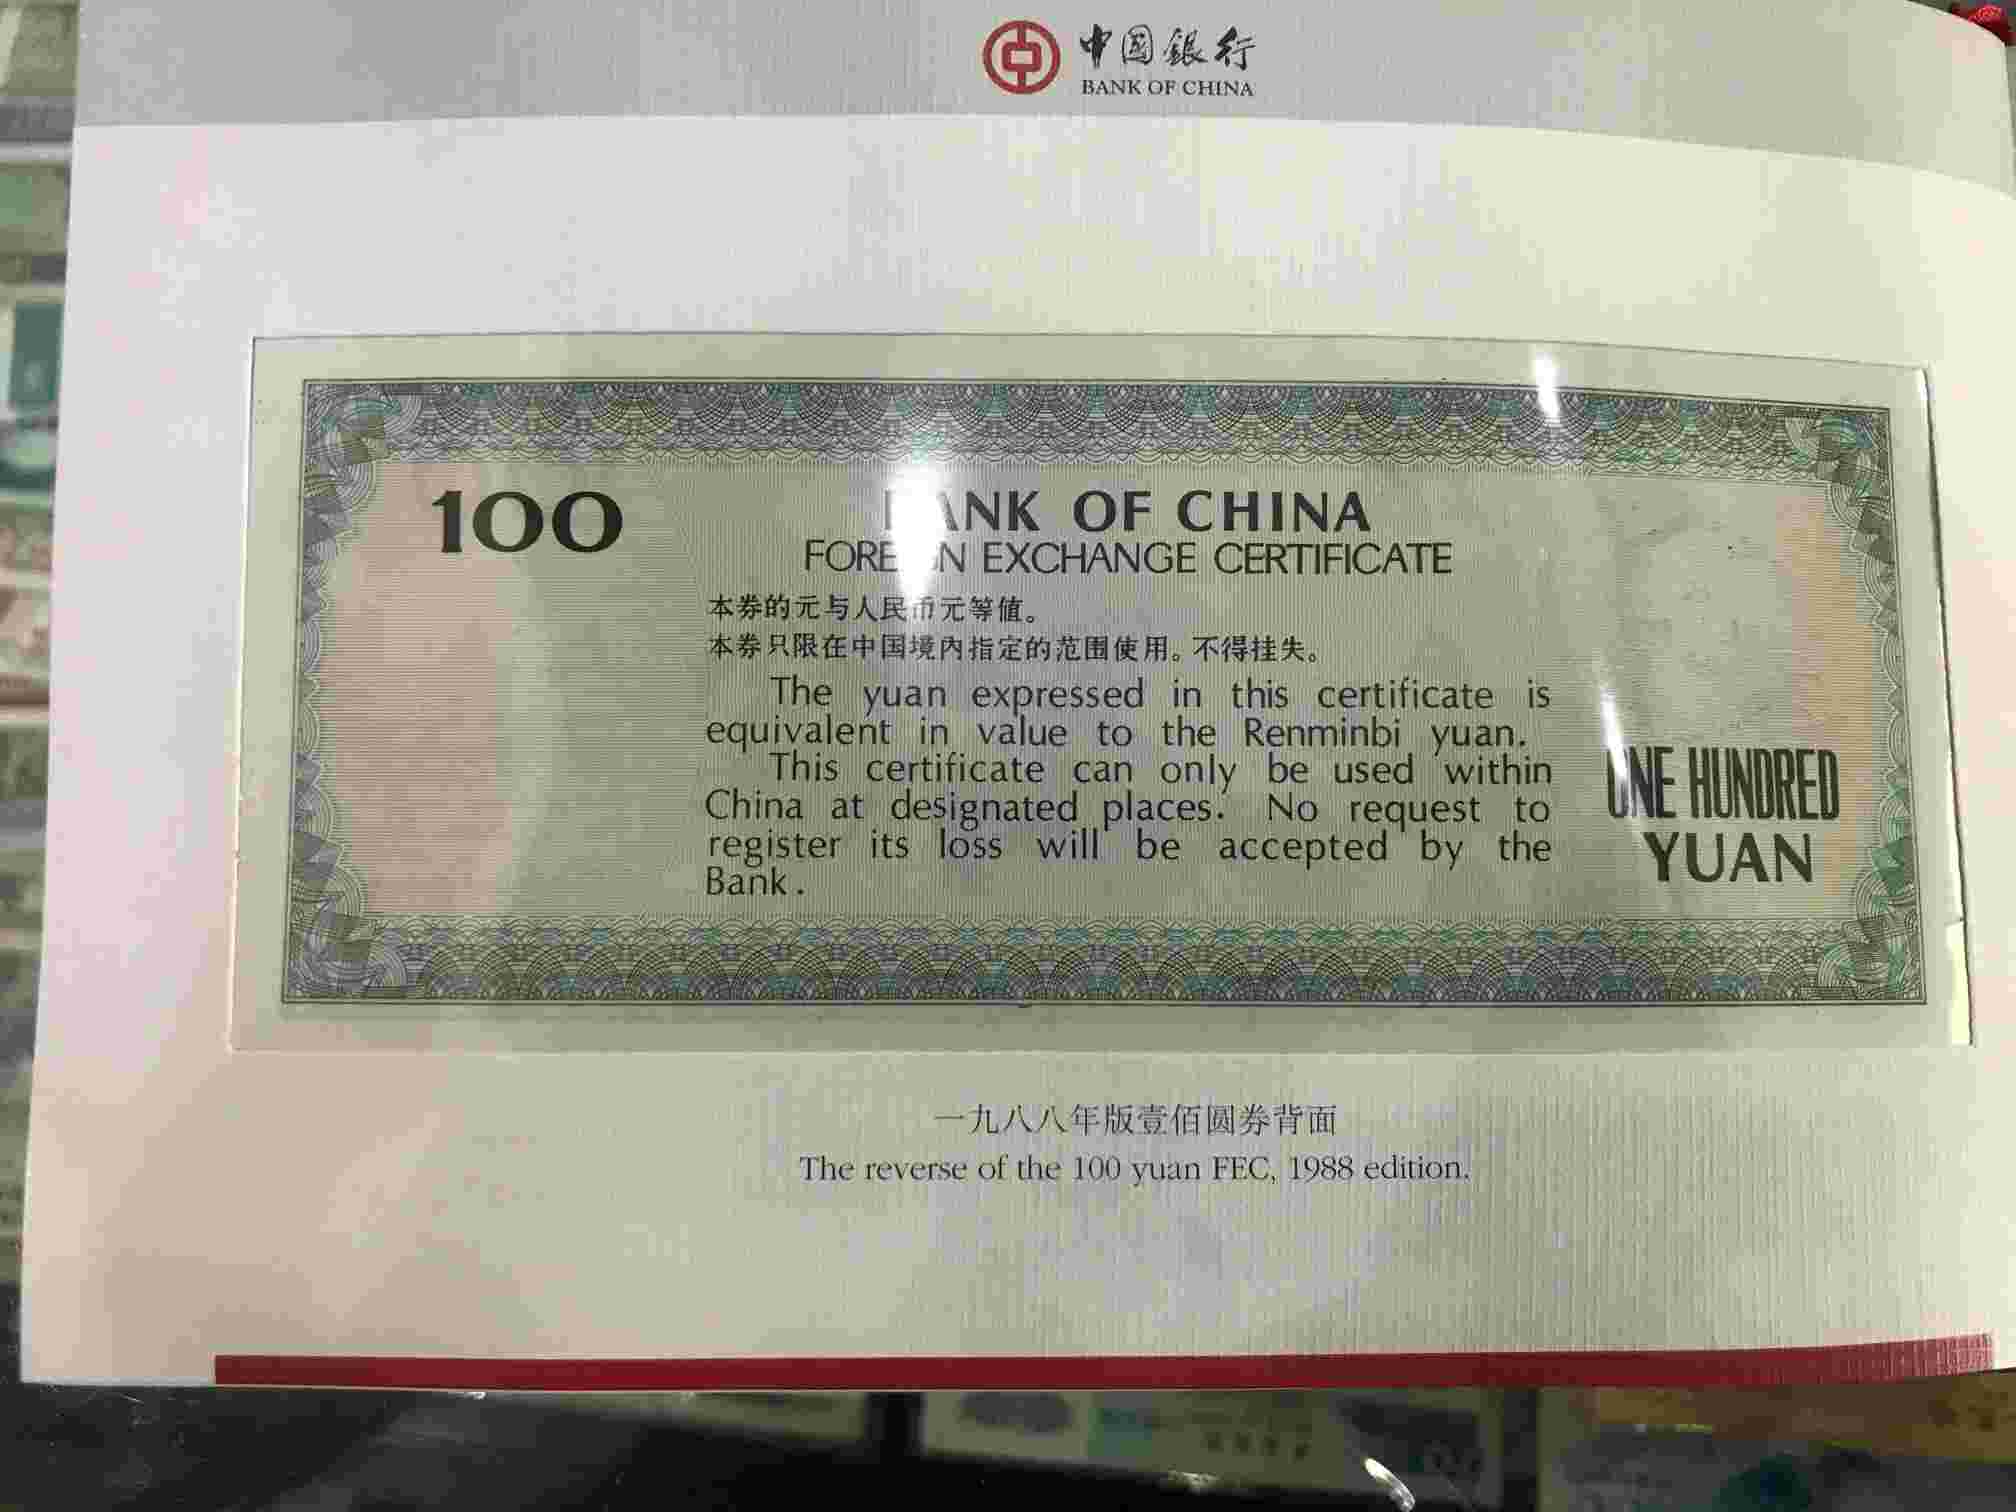 中国銀行
BANK OF CHINA
100
BANK OF CHINA
FOREIGN EXCHANGE CERTIFICATE
本券的元与人民币元等值。
本券只限在中国境内指定的范围使用。不得挂失。
The yuan expressed in this certificate is
equivalent in value to the Renminbi yuan.
This certificate can only be used within
China at designated places. No request to
register its loss will be accepted by the
Bank.
ONE HUNDRED
YUAN
一九八八年版壹佰圆券背面
The reverse of the 100 yuan FEC, 1988 edition.